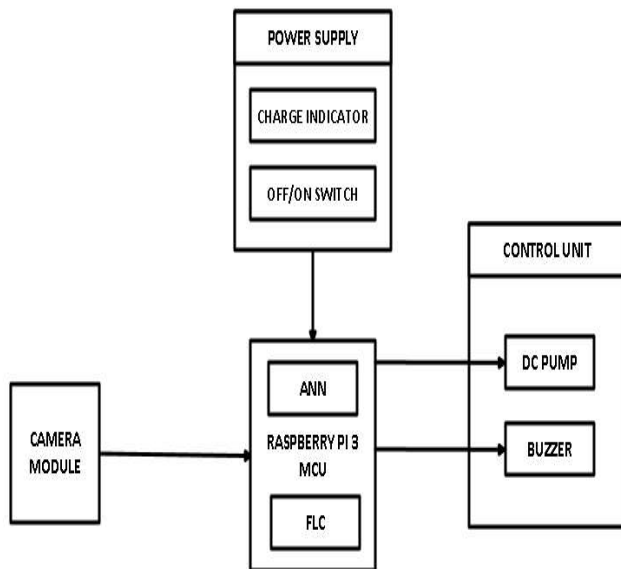 POWER SUPPLY
CHARGE INDICATOR
OFF/ON SWITCH
CONTROL UNIT
DC PUMP
BUZZER
ANN
RASPBERRY PI 3
MCU
FLC
CAMERA
MODULE